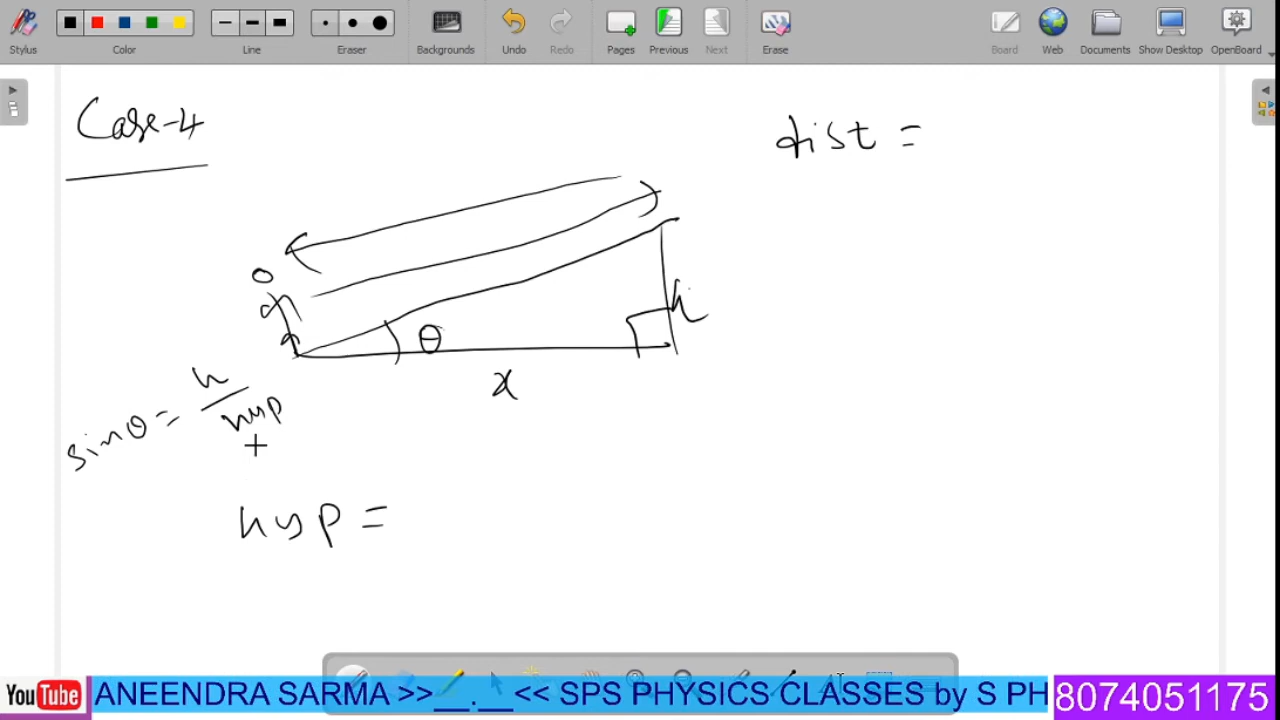 Stylus
Color
Line
Eraser
Backgrounds
Undo
Redo
Pages
Previous
Next
Erase
Board
Web
Documents
Show Desktop
OpenBoard
Case-4
dist =
θ
h
x
sinθ = h / hyp
hyp =
YouTube ANEENDRA SARMA >>__.__<< SPS PHYSICS CLASSES by S PH 8074051175